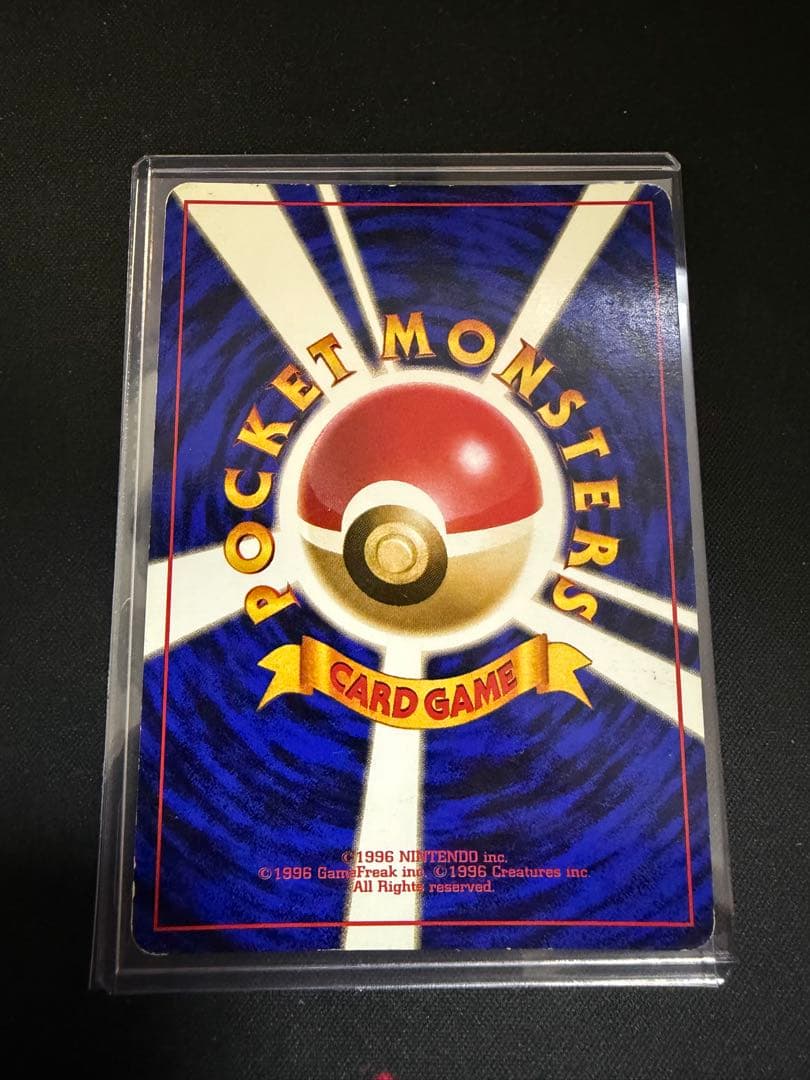 POCKET MONSTERS
CARD GAME
©1996 NINTENDO inc.
©1996 GameFreak inc. ©1996 Creatures inc.
All Rights reserved.